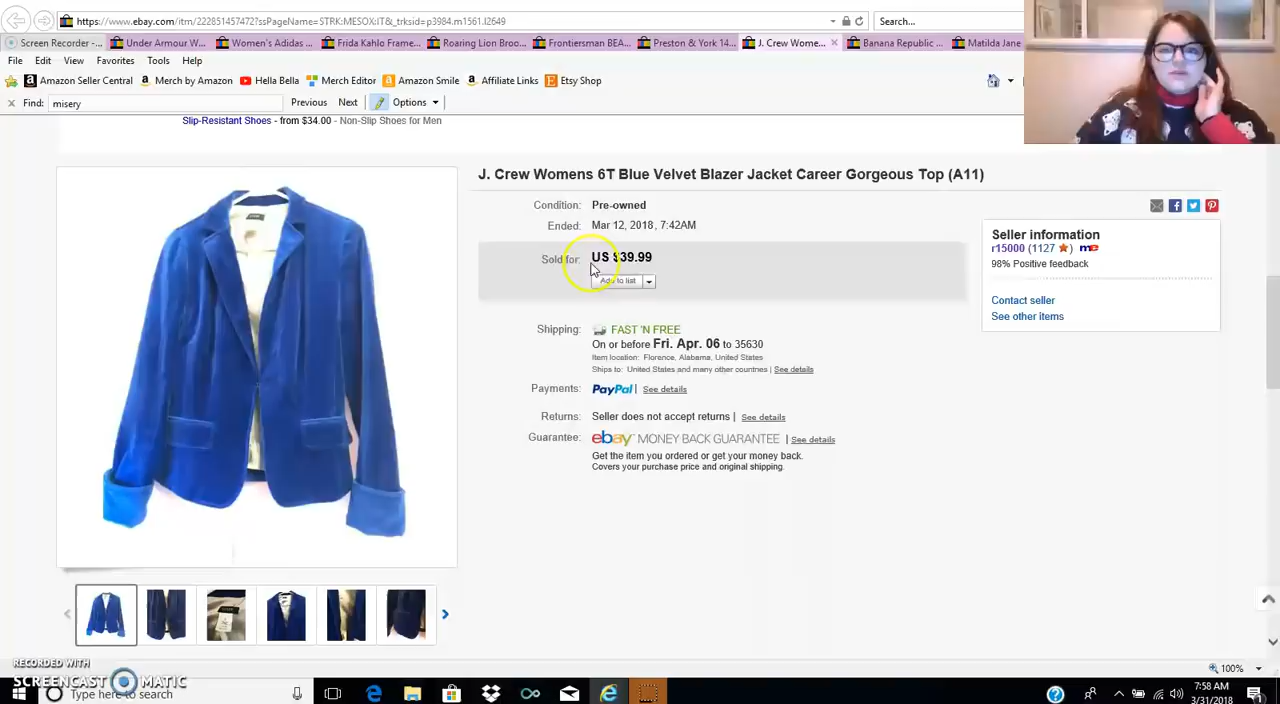 https://www.ebay.com/itm/222851457472?ssPageName=STRK:MESOX:IT&_trksid=p3984.m1561.l2649
Search...
Screen Recorder -...
Under Armour W...
Women's Adidas ...
Frida Kahlo Frame...
Roaring Lion Broo...
Frontiersman BEA...
Preston & York 14...
J. Crew Wome...
Banana Republic ...
Matilda Jane
File Edit View Favorites Tools Help
Amazon Seller Central
Merch by Amazon
Hella Bella
Merch Editor
Amazon Smile
Affiliate Links
Etsy Shop
Find: misery
Previous Next Options
Slip-Resistant Shoes - from $34.00 - Non-Slip Shoes for Men
J. Crew Womens 6T Blue Velvet Blazer Jacket Career Gorgeous Top (A11)
Condition: Pre-owned
Ended: Mar 12, 2018, 7:42AM
Sold for: US $39.99
Add to list
Shipping: FAST 'N FREE
On or before Fri. Apr. 06 to 35630
Item location: Florence, Alabama, United States
Ships to: United States and many other countries | See details
Payments: PayPal | See details
Returns: Seller does not accept returns | See details
Guarantee: ebay MONEY BACK GUARANTEE | See details
Get the item you ordered or get your money back.
Covers your purchase price and original shipping.
Seller information
r15000 (1127 ) me
98% Positive feedback
Contact seller
See other items
100%
RECORDED WITH
SCREENCAST MATIC
Type here to search
7:58 AM
3/31/2018